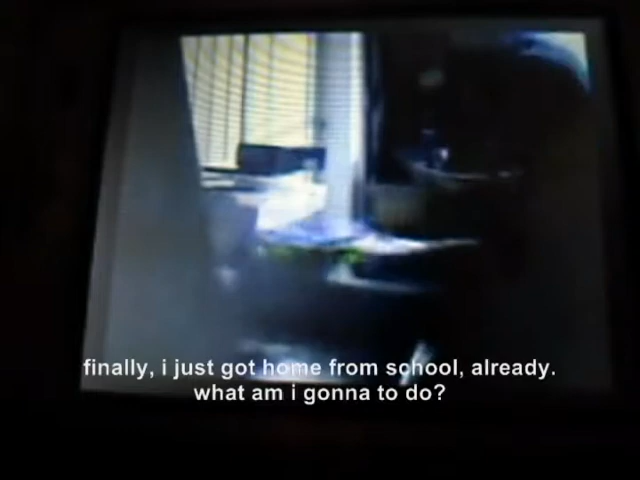 finally, i just got home from school, already.
what am i gonna to do?